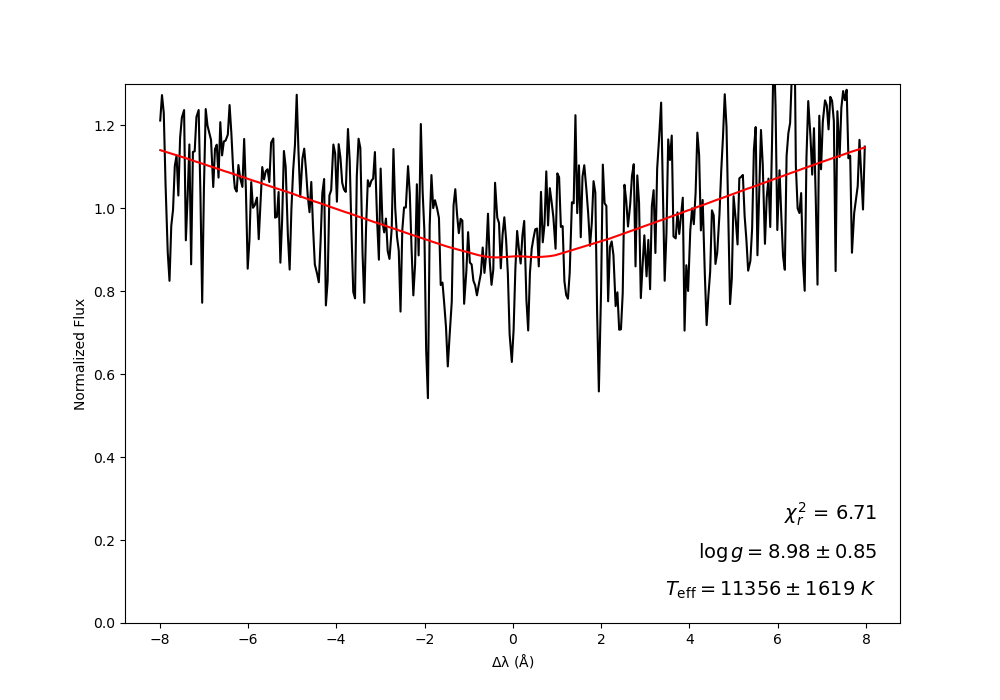 1.2
1.0
0.8
0.6
0.4
0.2
0.0
Normalized Flux
χ²ᵣ = 6.71
log g = 8.98 ± 0.85
T_eff = 11356 ± 1619 K
−8 −6 −4 −2 0 2 4 6 8
Δλ (Å)